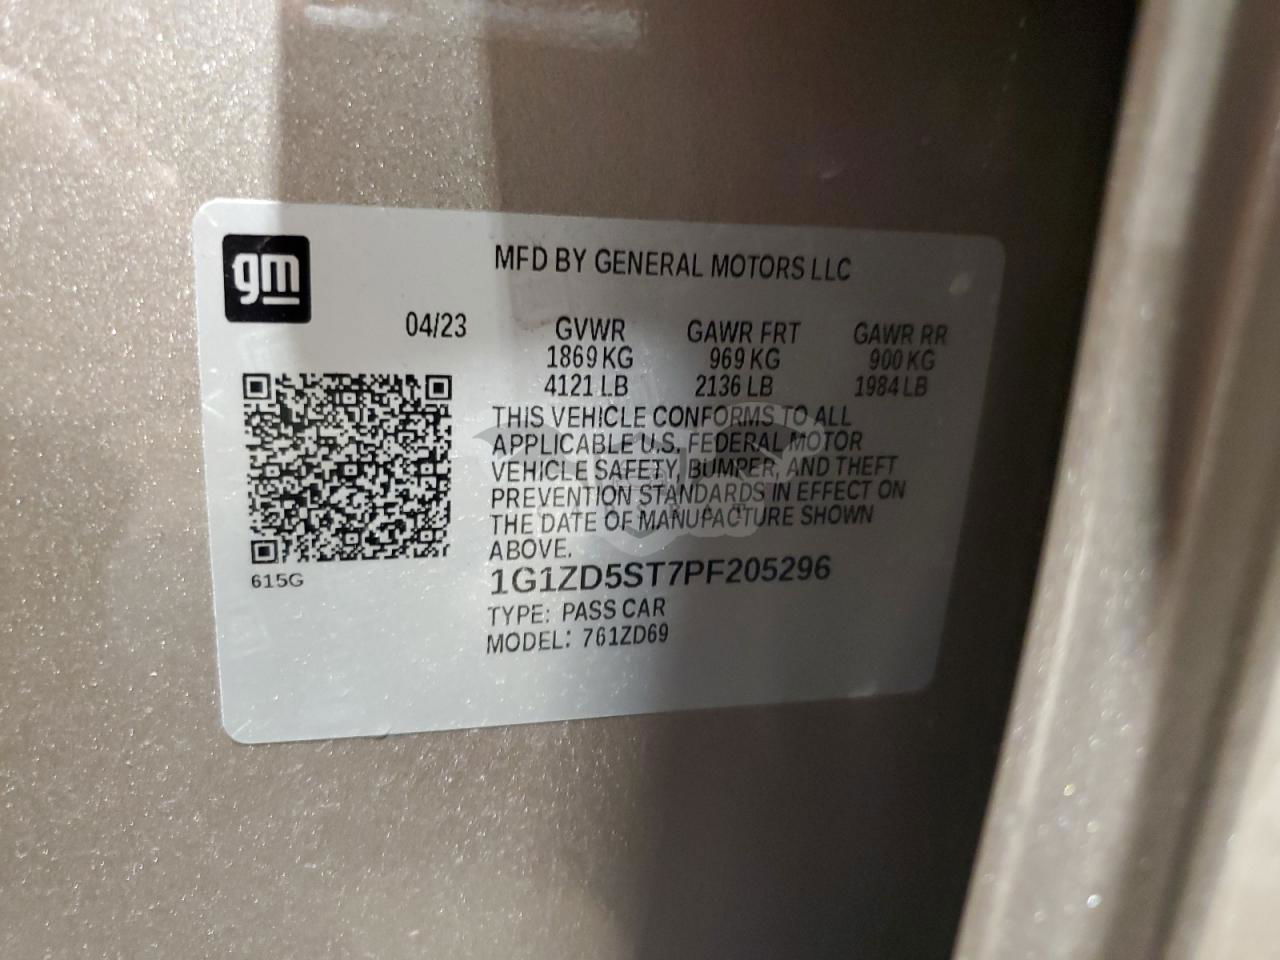 gm
MFD BY GENERAL MOTORS LLC
04/23
GVWR GAWR FRT GAWR RR
1869 KG 969 KG 900 KG
4121 LB 2136 LB 1984 LB
THIS VEHICLE CONFORMS TO ALL
APPLICABLE U.S. FEDERAL MOTOR
VEHICLE SAFETY, BUMPER, AND THEFT
PREVENTION STANDARDS IN EFFECT ON
THE DATE OF MANUFACTURE SHOWN
ABOVE.
615G
1G1ZD5ST7PF205296
TYPE: PASS CAR
MODEL: 761ZD69